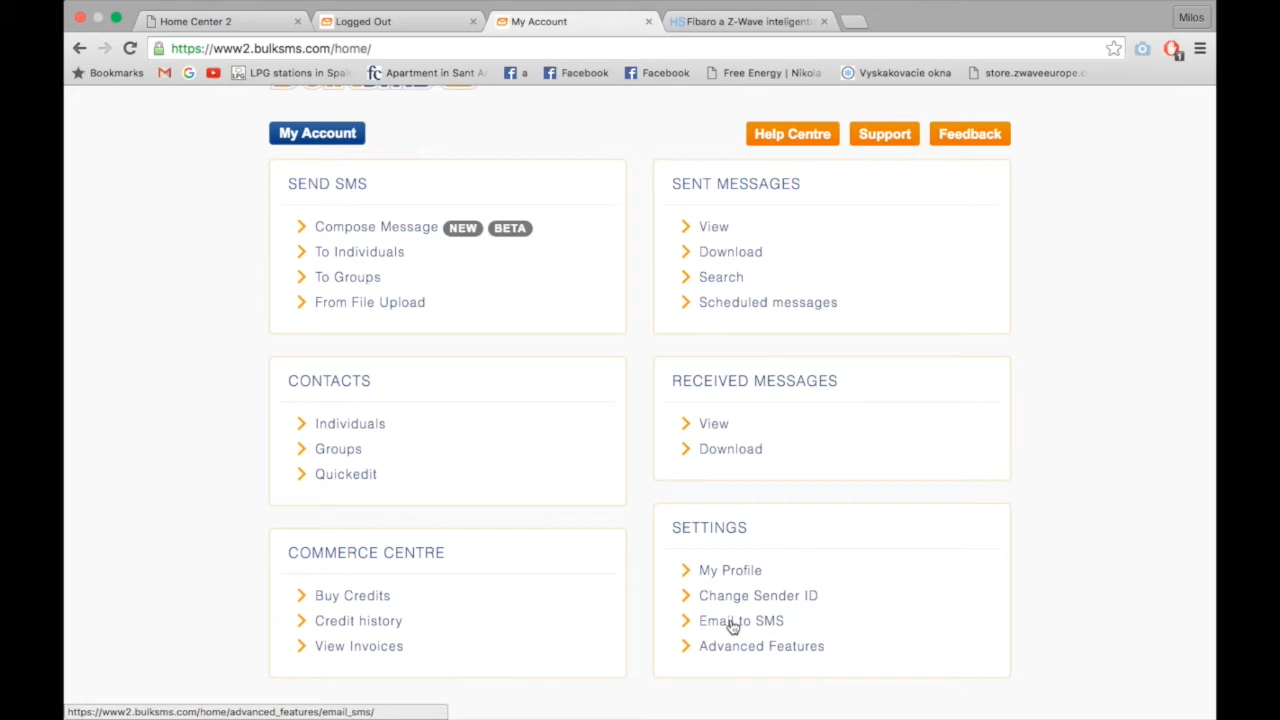 Home Center 2
Logged Out
My Account
HS Fibaro a Z-Wave inteligentn
Milos
https://www2.bulksms.com/home/
Bookmarks
LPG stations in Spai
Apartment in Sant A
a
Facebook
Facebook
Free Energy | Nikola
Vyskakovacie okna
store.zwaveeurope.c
1
My Account
Help Centre
Support
Feedback
SEND SMS
Compose Message NEW BETA
To Individuals
To Groups
From File Upload
SENT MESSAGES
View
Download
Search
Scheduled messages
CONTACTS
Individuals
Groups
Quickedit
RECEIVED MESSAGES
View
Download
COMMERCE CENTRE
Buy Credits
Credit history
View Invoices
SETTINGS
My Profile
Change Sender ID
Email to SMS
Advanced Features
https://www2.bulksms.com/home/advanced_features/email_sms/